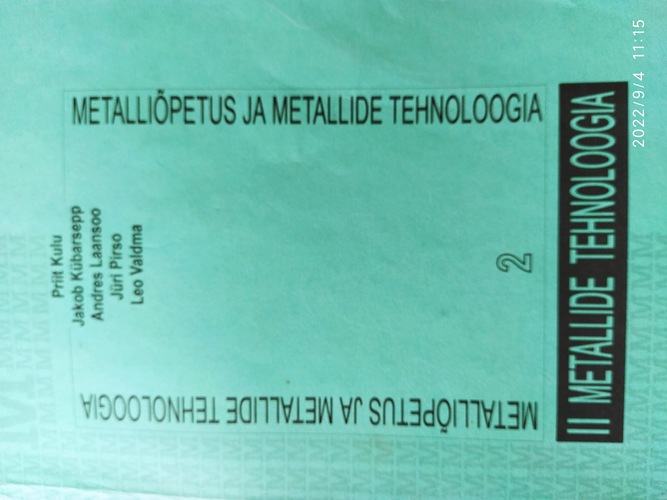 Priit Kulu
Jakob Kübarsepp
Andres Laansoo
Jüri Pirso
Leo Valdma
METALLIÕPETUS JA METALLIDE TEHNOLOOGIA
METALLIÕPETUS JA METALLIDE TEHNOLOOGIA
2
II METALLIDE TEHNOLOOGIA
2022/9/4 11:15